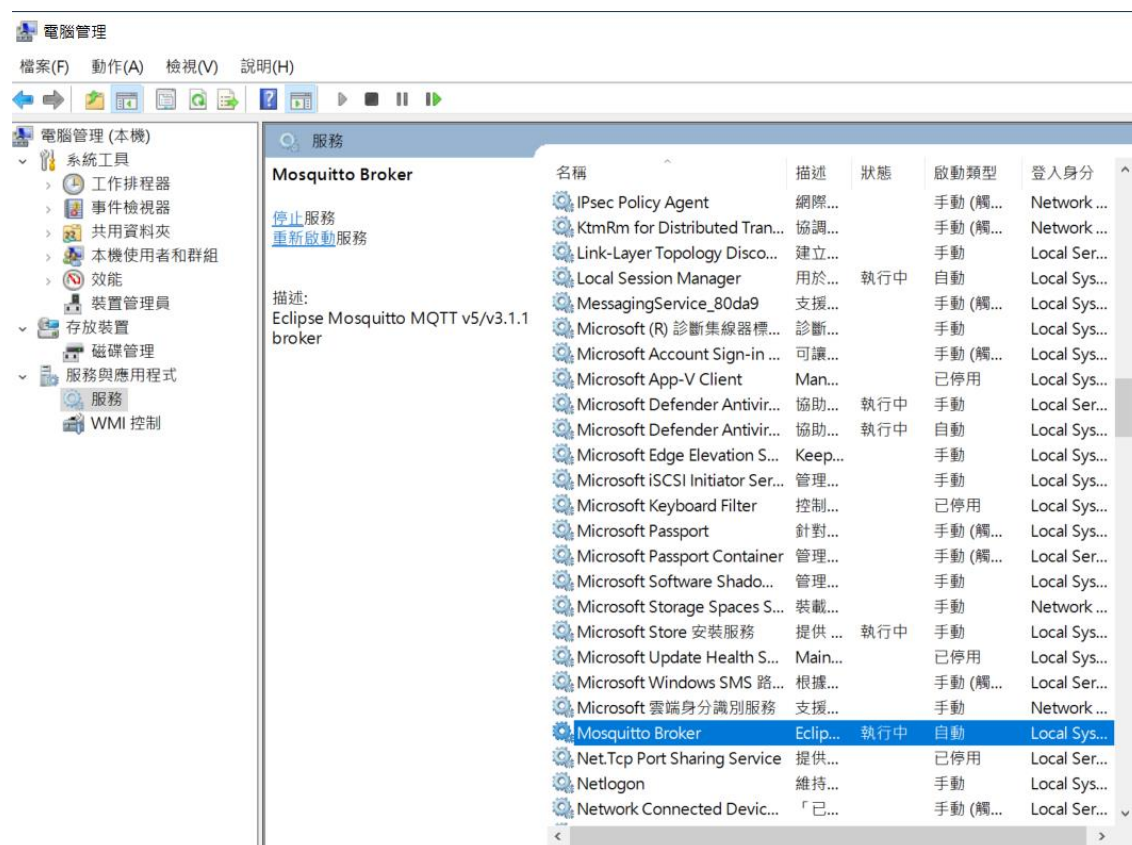 電腦管理
檔案(F) 動作(A) 檢視(V) 說明(H)
電腦管理 (本機)
系統工具
工作排程器
事件檢視器
共用資料夾
本機使用者和群組
效能
裝置管理員
存放裝置
磁碟管理
服務與應用程式
服務
WMI 控制
服務
Mosquitto Broker
停止服務
重新啟動服務
描述:
Eclipse Mosquitto MQTT v5/v3.1.1
broker
名稱 描述 狀態 啟動類型 登入身分
IPsec Policy Agent 網際... 手動 (觸... Network ...
KtmRm for Distributed Tran... 協調... 手動 (觸... Network ...
Link-Layer Topology Disco... 建立... 手動 Local Ser...
Local Session Manager 用於... 執行中 自動 Local Sys...
MessagingService_80da9 支援... 手動 (觸... Local Sys...
Microsoft (R) 診斷集線器標... 診斷... 手動 Local Sys...
Microsoft Account Sign-in ... 可讓... 手動 (觸... Local Sys...
Microsoft App-V Client Man... 已停用 Local Sys...
Microsoft Defender Antivir... 協助... 執行中 手動 Local Ser...
Microsoft Defender Antivir... 協助... 執行中 自動 Local Sys...
Microsoft Edge Elevation S... Keep... 手動 Local Sys...
Microsoft iSCSI Initiator Ser... 管理... 手動 Local Sys...
Microsoft Keyboard Filter 控制... 已停用 Local Sys...
Microsoft Passport 針對... 手動 (觸... Local Sys...
Microsoft Passport Container 管理... 手動 (觸... Local Ser...
Microsoft Software Shado... 管理... 手動 Local Sys...
Microsoft Storage Spaces S... 裝載... 手動 Network ...
Microsoft Store 安裝服務 提供 ... 執行中 手動 Local Sys...
Microsoft Update Health S... Main... 已停用 Local Sys...
Microsoft Windows SMS 路... 根據... 手動 (觸... Local Ser...
Microsoft 雲端身分識別服務 支援... 手動 Network ...
Mosquitto Broker Eclip... 執行中 自動 Local Sys...
Net.Tcp Port Sharing Service 提供... 已停用 Local Ser...
Netlogon 維持... 手動 Local Sys...
Network Connected Devic... 「已... 手動 (觸... Local Ser...